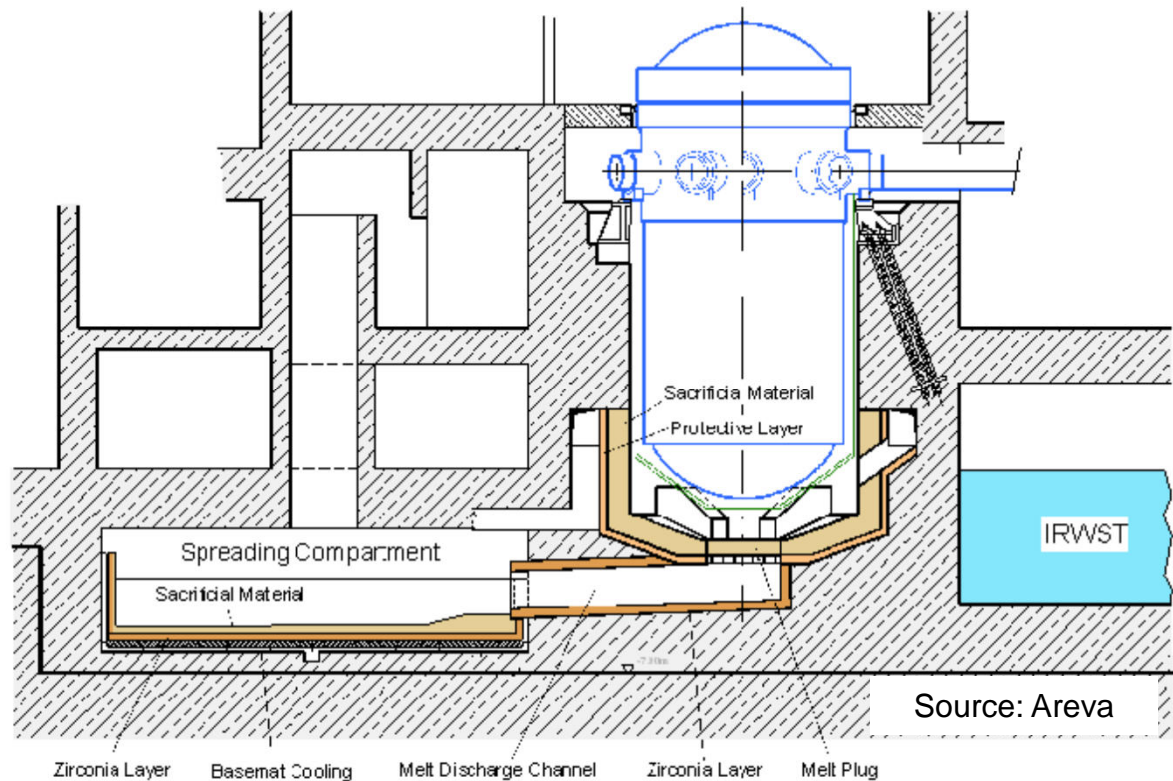 Sacrificia Material
Protective Layer
Spreading Compartment
IRWST
Sacrificial Material
Source: Areva
Zirconia Layer
Basemat Cooling
Melt Discharge Channel
Zirconia Layer
Melt Plug